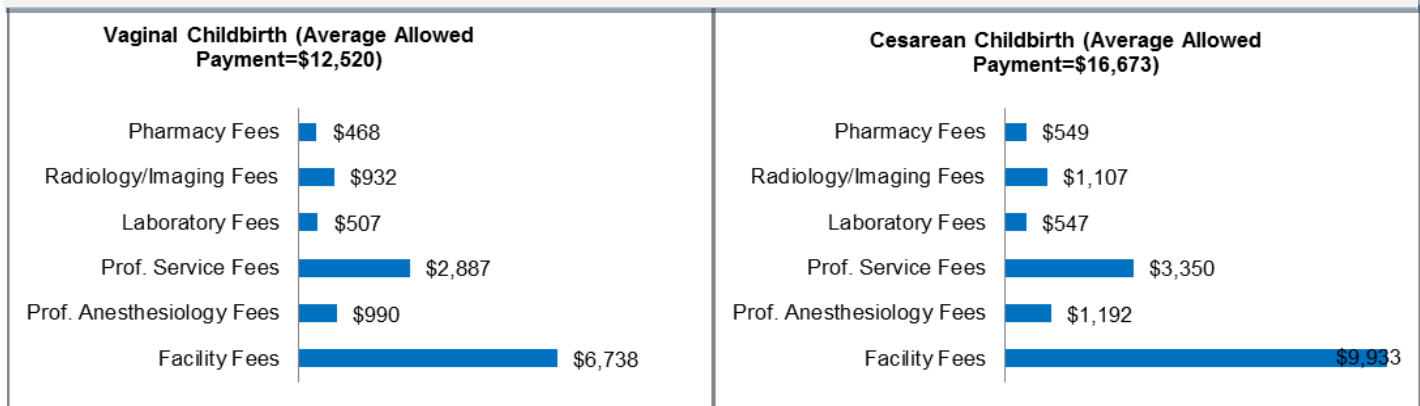 Vaginal Childbirth (Average Allowed
Payment=$12,520)
Pharmacy Fees $468
Radiology/Imaging Fees $932
Laboratory Fees $507
Prof. Service Fees $2,887
Prof. Anesthesiology Fees $990
Facility Fees $6,738
Cesarean Childbirth (Average Allowed
Payment=$16,673)
Pharmacy Fees $549
Radiology/Imaging Fees $1,107
Laboratory Fees $547
Prof. Service Fees $3,350
Prof. Anesthesiology Fees $1,192
Facility Fees $9,933